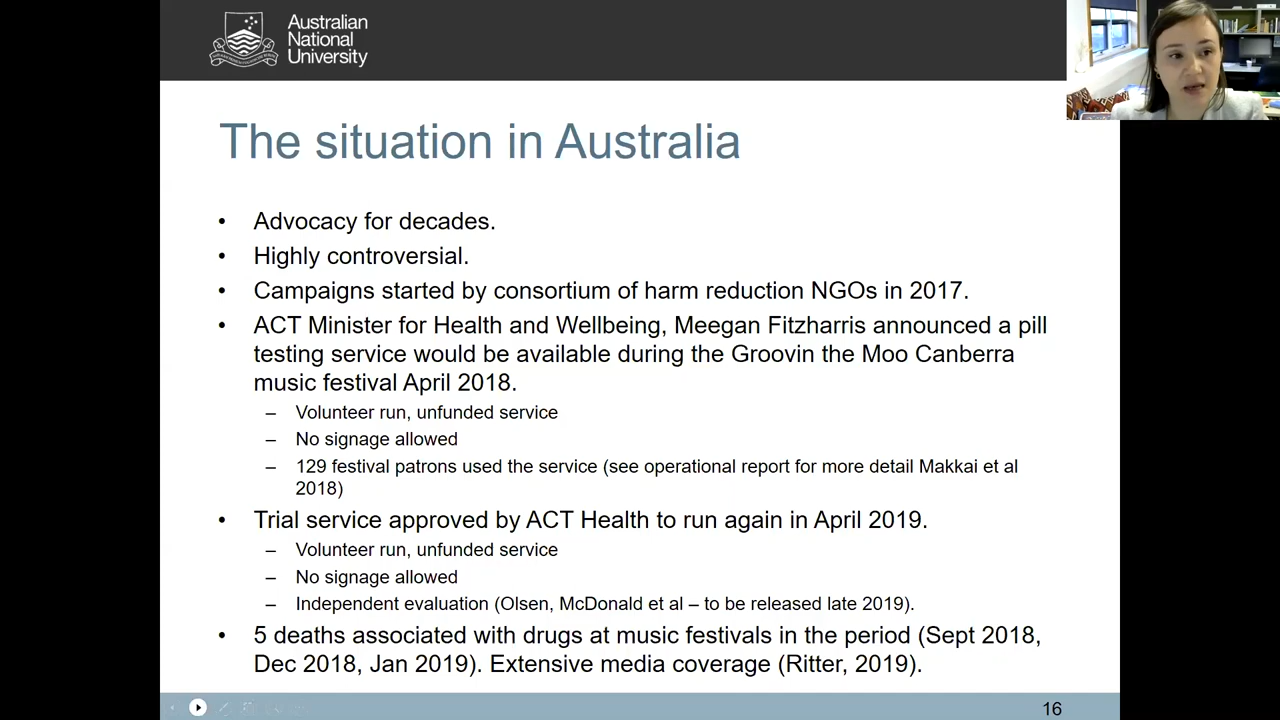 Australian
National
University
The situation in Australia
• Advocacy for decades.
• Highly controversial.
• Campaigns started by consortium of harm reduction NGOs in 2017.
• ACT Minister for Health and Wellbeing, Meegan Fitzharris announced a pill
testing service would be available during the Groovin the Moo Canberra
music festival April 2018.
– Volunteer run, unfunded service
– No signage allowed
– 129 festival patrons used the service (see operational report for more detail Makkai et al
2018)
• Trial service approved by ACT Health to run again in April 2019.
– Volunteer run, unfunded service
– No signage allowed
– Independent evaluation (Olsen, McDonald et al – to be released late 2019).
• 5 deaths associated with drugs at music festivals in the period (Sept 2018,
Dec 2018, Jan 2019). Extensive media coverage (Ritter, 2019).
16